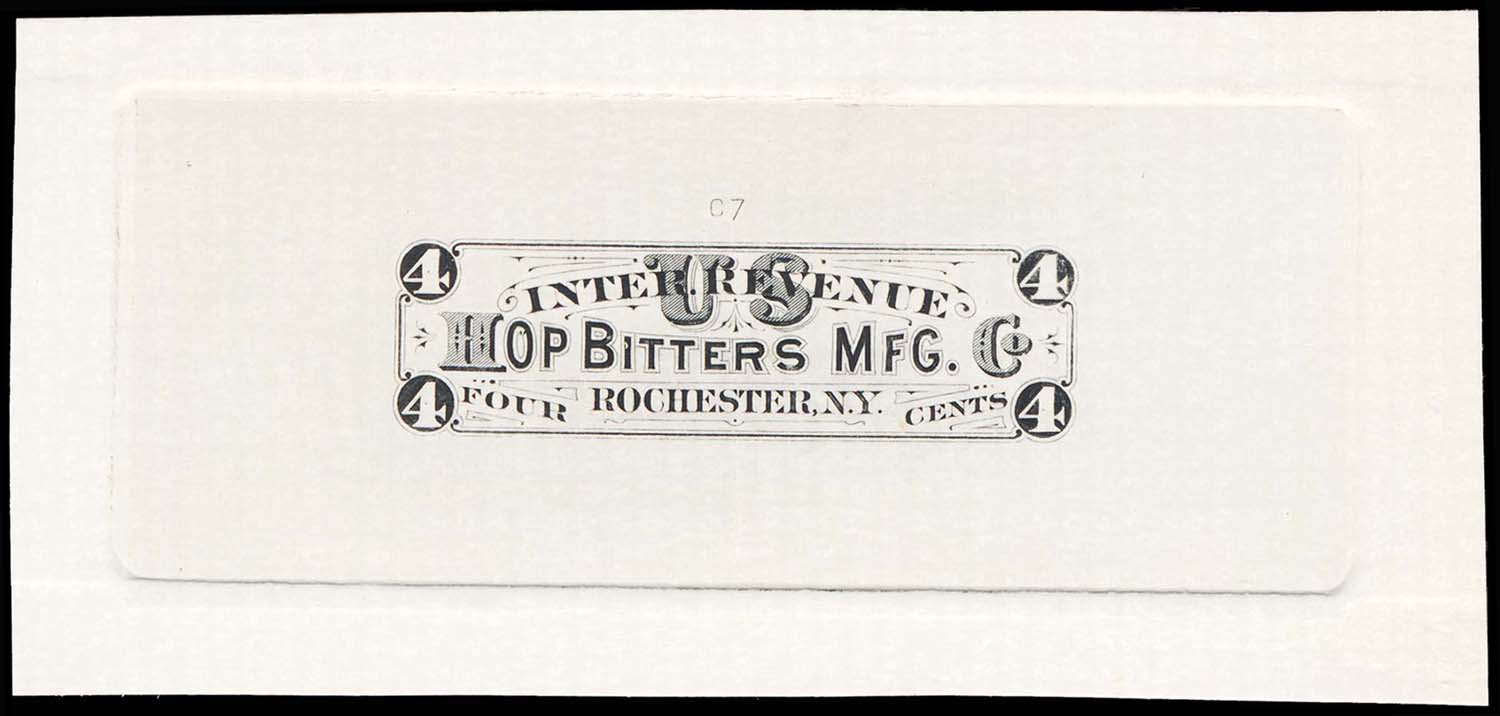 C7
4 U.S. 4
INTER. REVENUE
HOP BITTERS MFG. Co
4 FOUR ROCHESTER, N.Y. CENTS 4